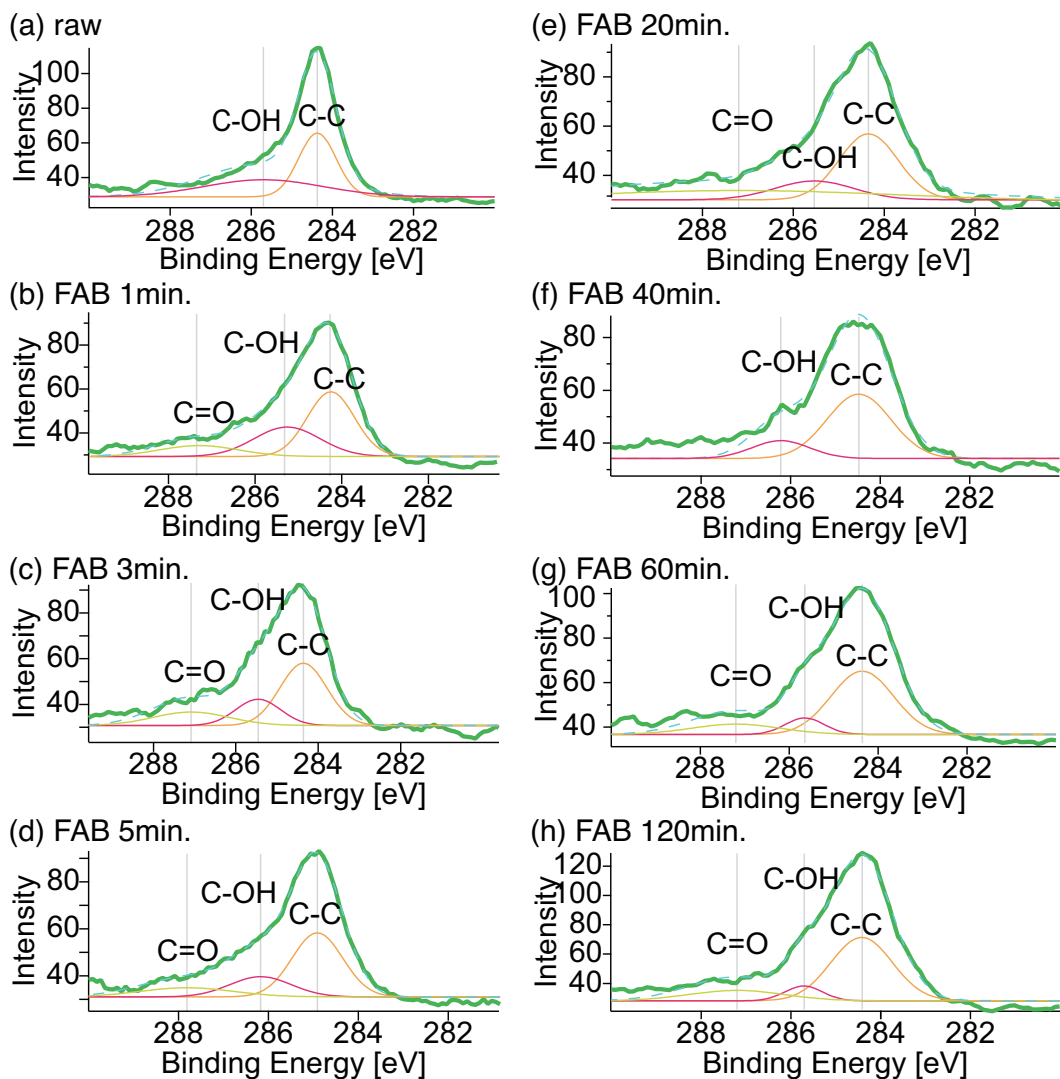 (a) raw
Intensity
100
80
60
40
C-OH
C-C
288 286 284 282
Binding Energy [eV]
(b) FAB 1min.
Intensity
80
60
40
C=O
C-OH
C-C
288 286 284 282
Binding Energy [eV]
(c) FAB 3min.
Intensity
80
60
40
C=O
C-OH
C-C
288 286 284 282
Binding Energy [eV]
(d) FAB 5min.
Intensity
80
60
40
C=O
C-OH
C-C
288 286 284 282
Binding Energy [eV]
(e) FAB 20min.
Intensity
80
60
40
C=O
C-OH
C-C
288 286 284 282
Binding Energy [eV]
(f) FAB 40min.
Intensity
80
60
40
C-OH
C-C
288 286 284 282
Binding Energy [eV]
(g) FAB 60min.
Intensity
100
80
60
40
C=O
C-OH
C-C
288 286 284 282
Binding Energy [eV]
(h) FAB 120min.
Intensity
120
100
80
60
40
C=O
C-OH
C-C
288 286 284 282
Binding Energy [eV]